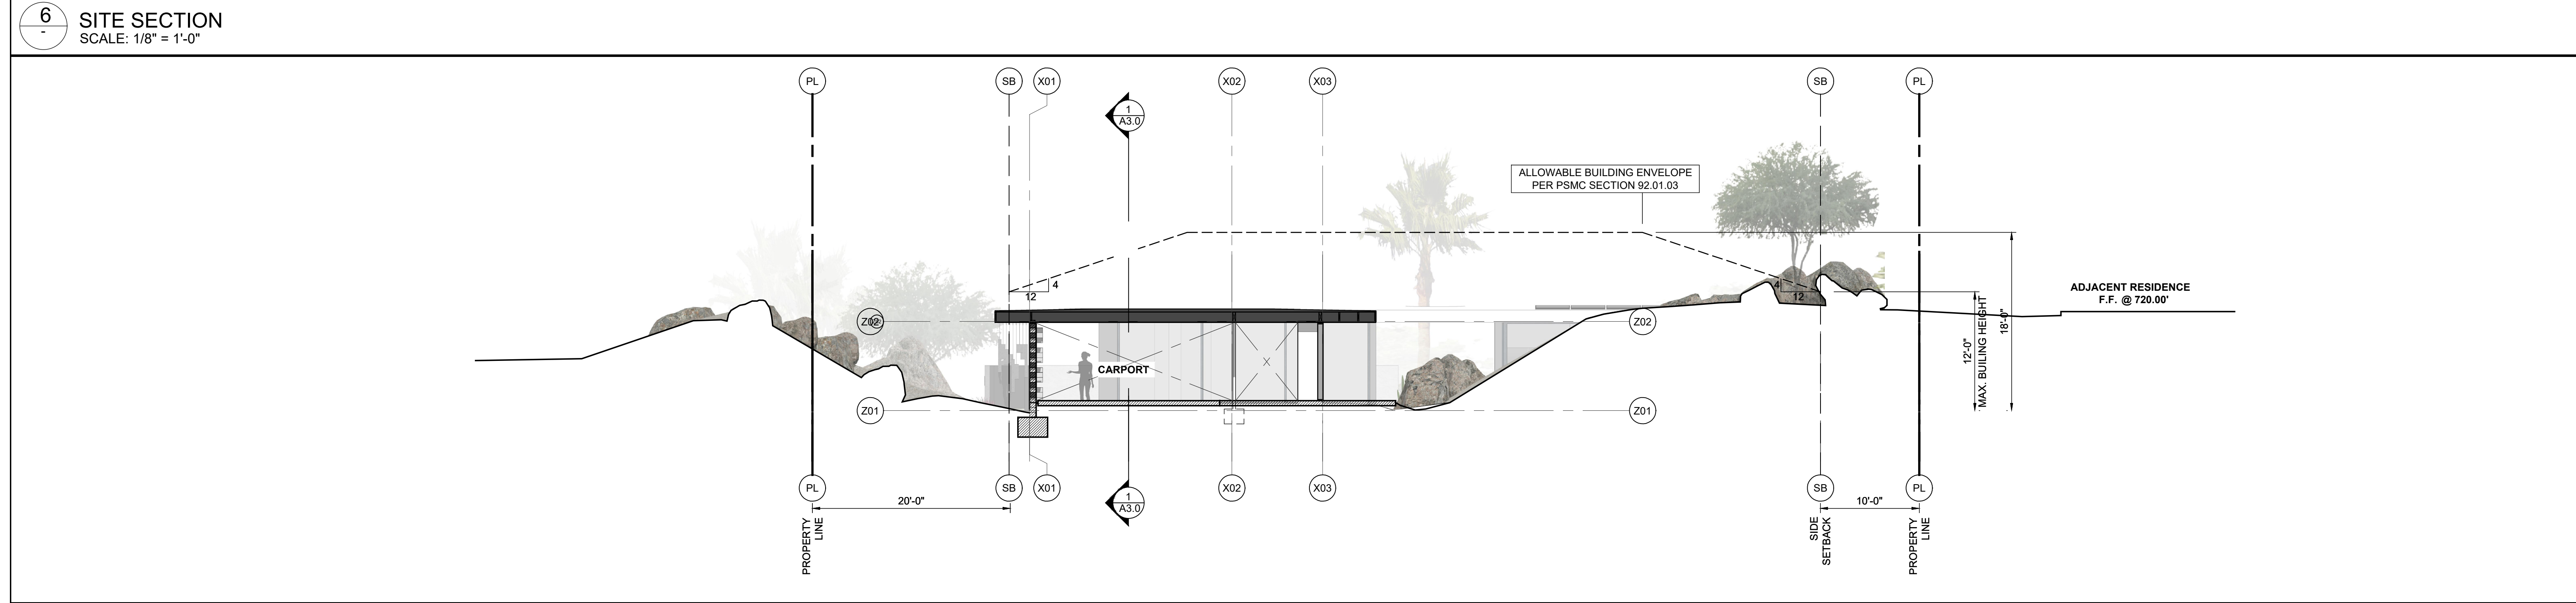 6
-
SITE SECTION
SCALE: 1/8" = 1'-0"
PL
SB
X01
X02
X03
SB
PL
1
A3.0
ALLOWABLE BUILDING ENVELOPE
PER PSMC SECTION 92.01.03
4
12
4
12
ADJACENT RESIDENCE
F.F. @ 720.00'
Z02
Z02
12'-0"
MAX. BUILING HEIGHT
18'-0"
CARPORT
Z01
Z01
PL
SB
X01
1
A3.0
X02
X03
SB
PL
20'-0"
10'-0"
PROPERTY
LINE
SIDE
SETBACK
PROPERTY
LINE